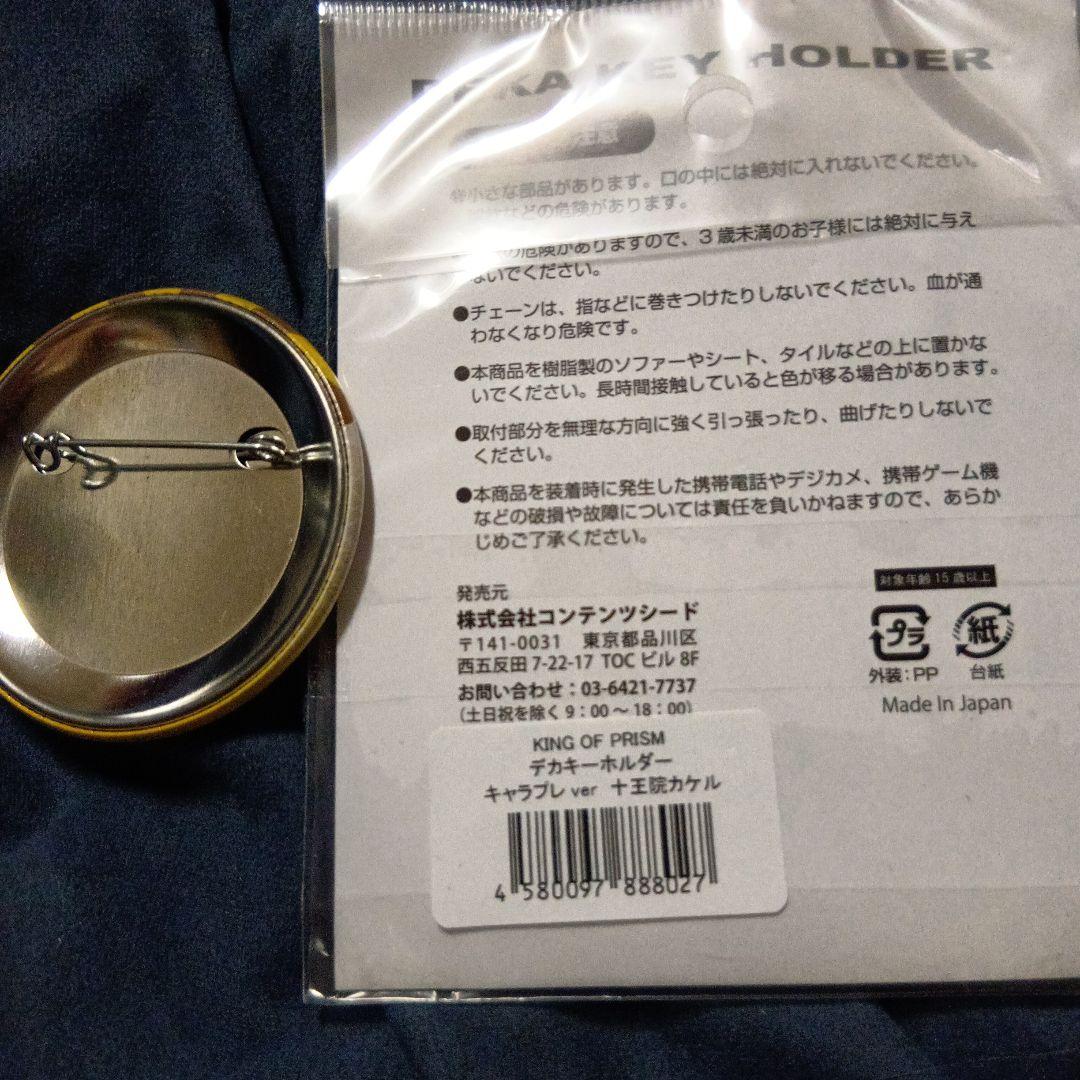 DEKA KEY HOLDER
注意
小さな部品があります。口の中には絶対に入れないでください。
などの危険があります。
の危険がありますので、3歳未満のお子様には絶対に与え
ないでください。
●チェーンは、指などに巻きつけたりしないでください。血が通
わなくなり危険です。
●本商品を樹脂製のソファーやシート、タイルなどの上に置かな
いでください。長時間接触していると色が移る場合があります。
●取付部分を無理な方向に強く引っ張ったり、曲げたりしないで
ください。
●本商品を装着時に発生した携帯電話やデジカメ、携帯ゲーム機
などの破損や故障については責任を負いかねますので、あらか
じめご了承ください。
発売元
株式会社コンテンツシード
〒141-0031 東京都品川区
西五反田 7-22-17 TOC ビル 8F
お問い合わせ：03-6421-7737
（土日祝を除く 9：00～18：00）
対象年齢 15 歳以上
プラ
紙
外装：PP
台紙
Made In Japan
KING OF PRISM
デカキーホルダー
キャラプレ ver 十王院カケル
4 580097 888027